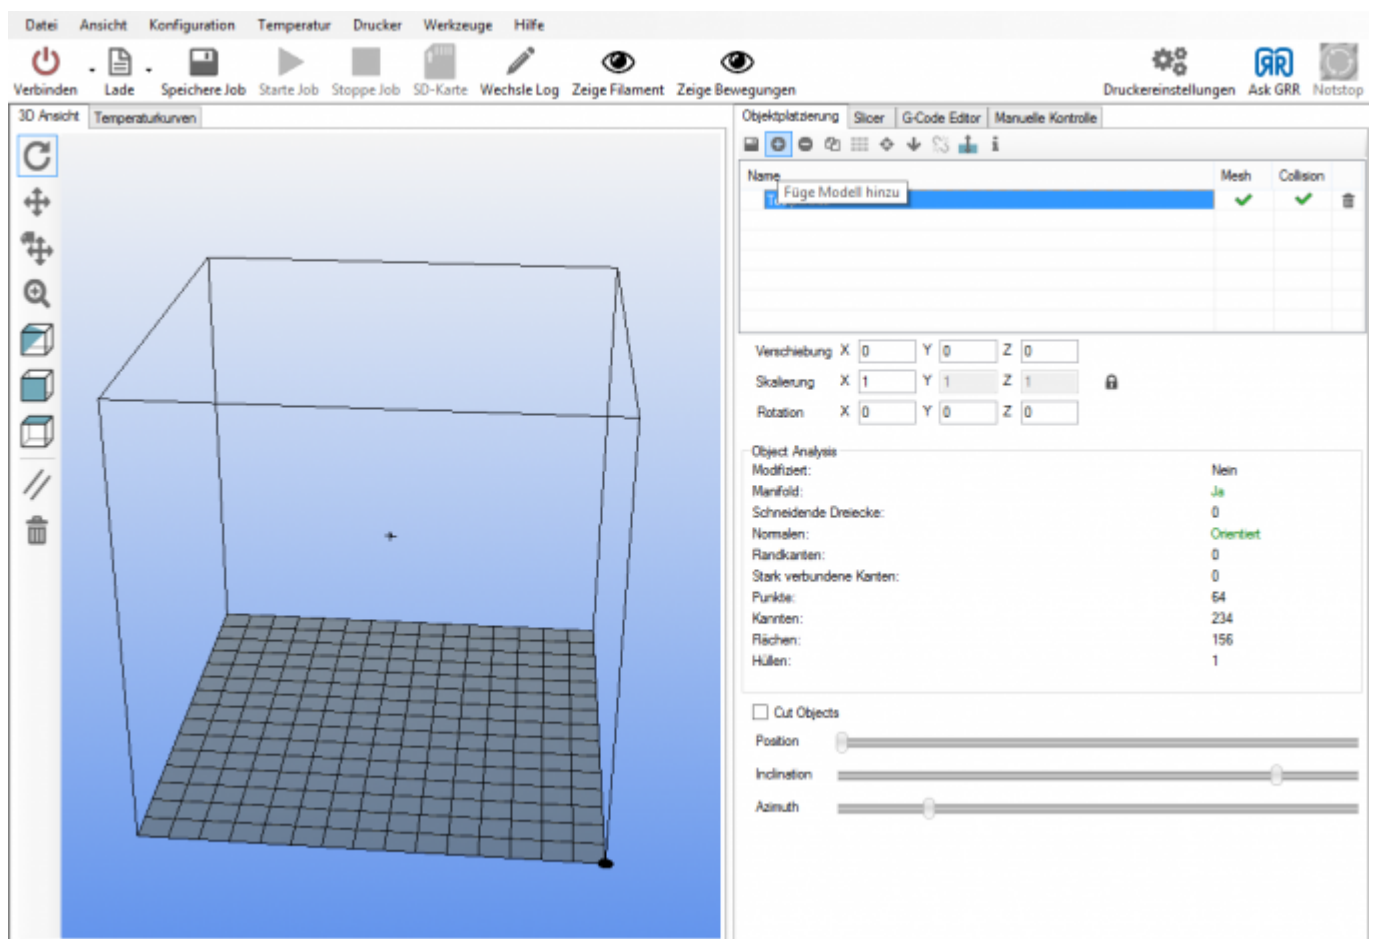 Datei Ansicht Konfiguration Temperatur Drucker Werkzeuge Hilfe
Verbinden Lade Speichere Job Starte Job Stoppe Job SD-Karte Wechsle Log Zeige Filament Zeige Bewegungen Druckereinstellungen Ask GRR Notstop
3D Ansicht Temperaturkurven
Objektplatzierung Slicer G-Code Editor Manuelle Kontrolle
Name Mesh Collision
Füge Modell hinzu
Verschiebung X 0 Y 0 Z 0
Skalierung X 1 Y 1 Z 1
Rotation X 0 Y 0 Z 0
Object Analysis
Modifiziert: Nein
Manifold: Ja
Schneidende Dreiecke: 0
Normalen: Orientiert
Randkanten: 0
Stark verbundene Kanten: 0
Punkte: 64
Kannten: 234
Flächen: 156
Hüllen: 1
Cut Objects
Position
Inclination
Azimuth